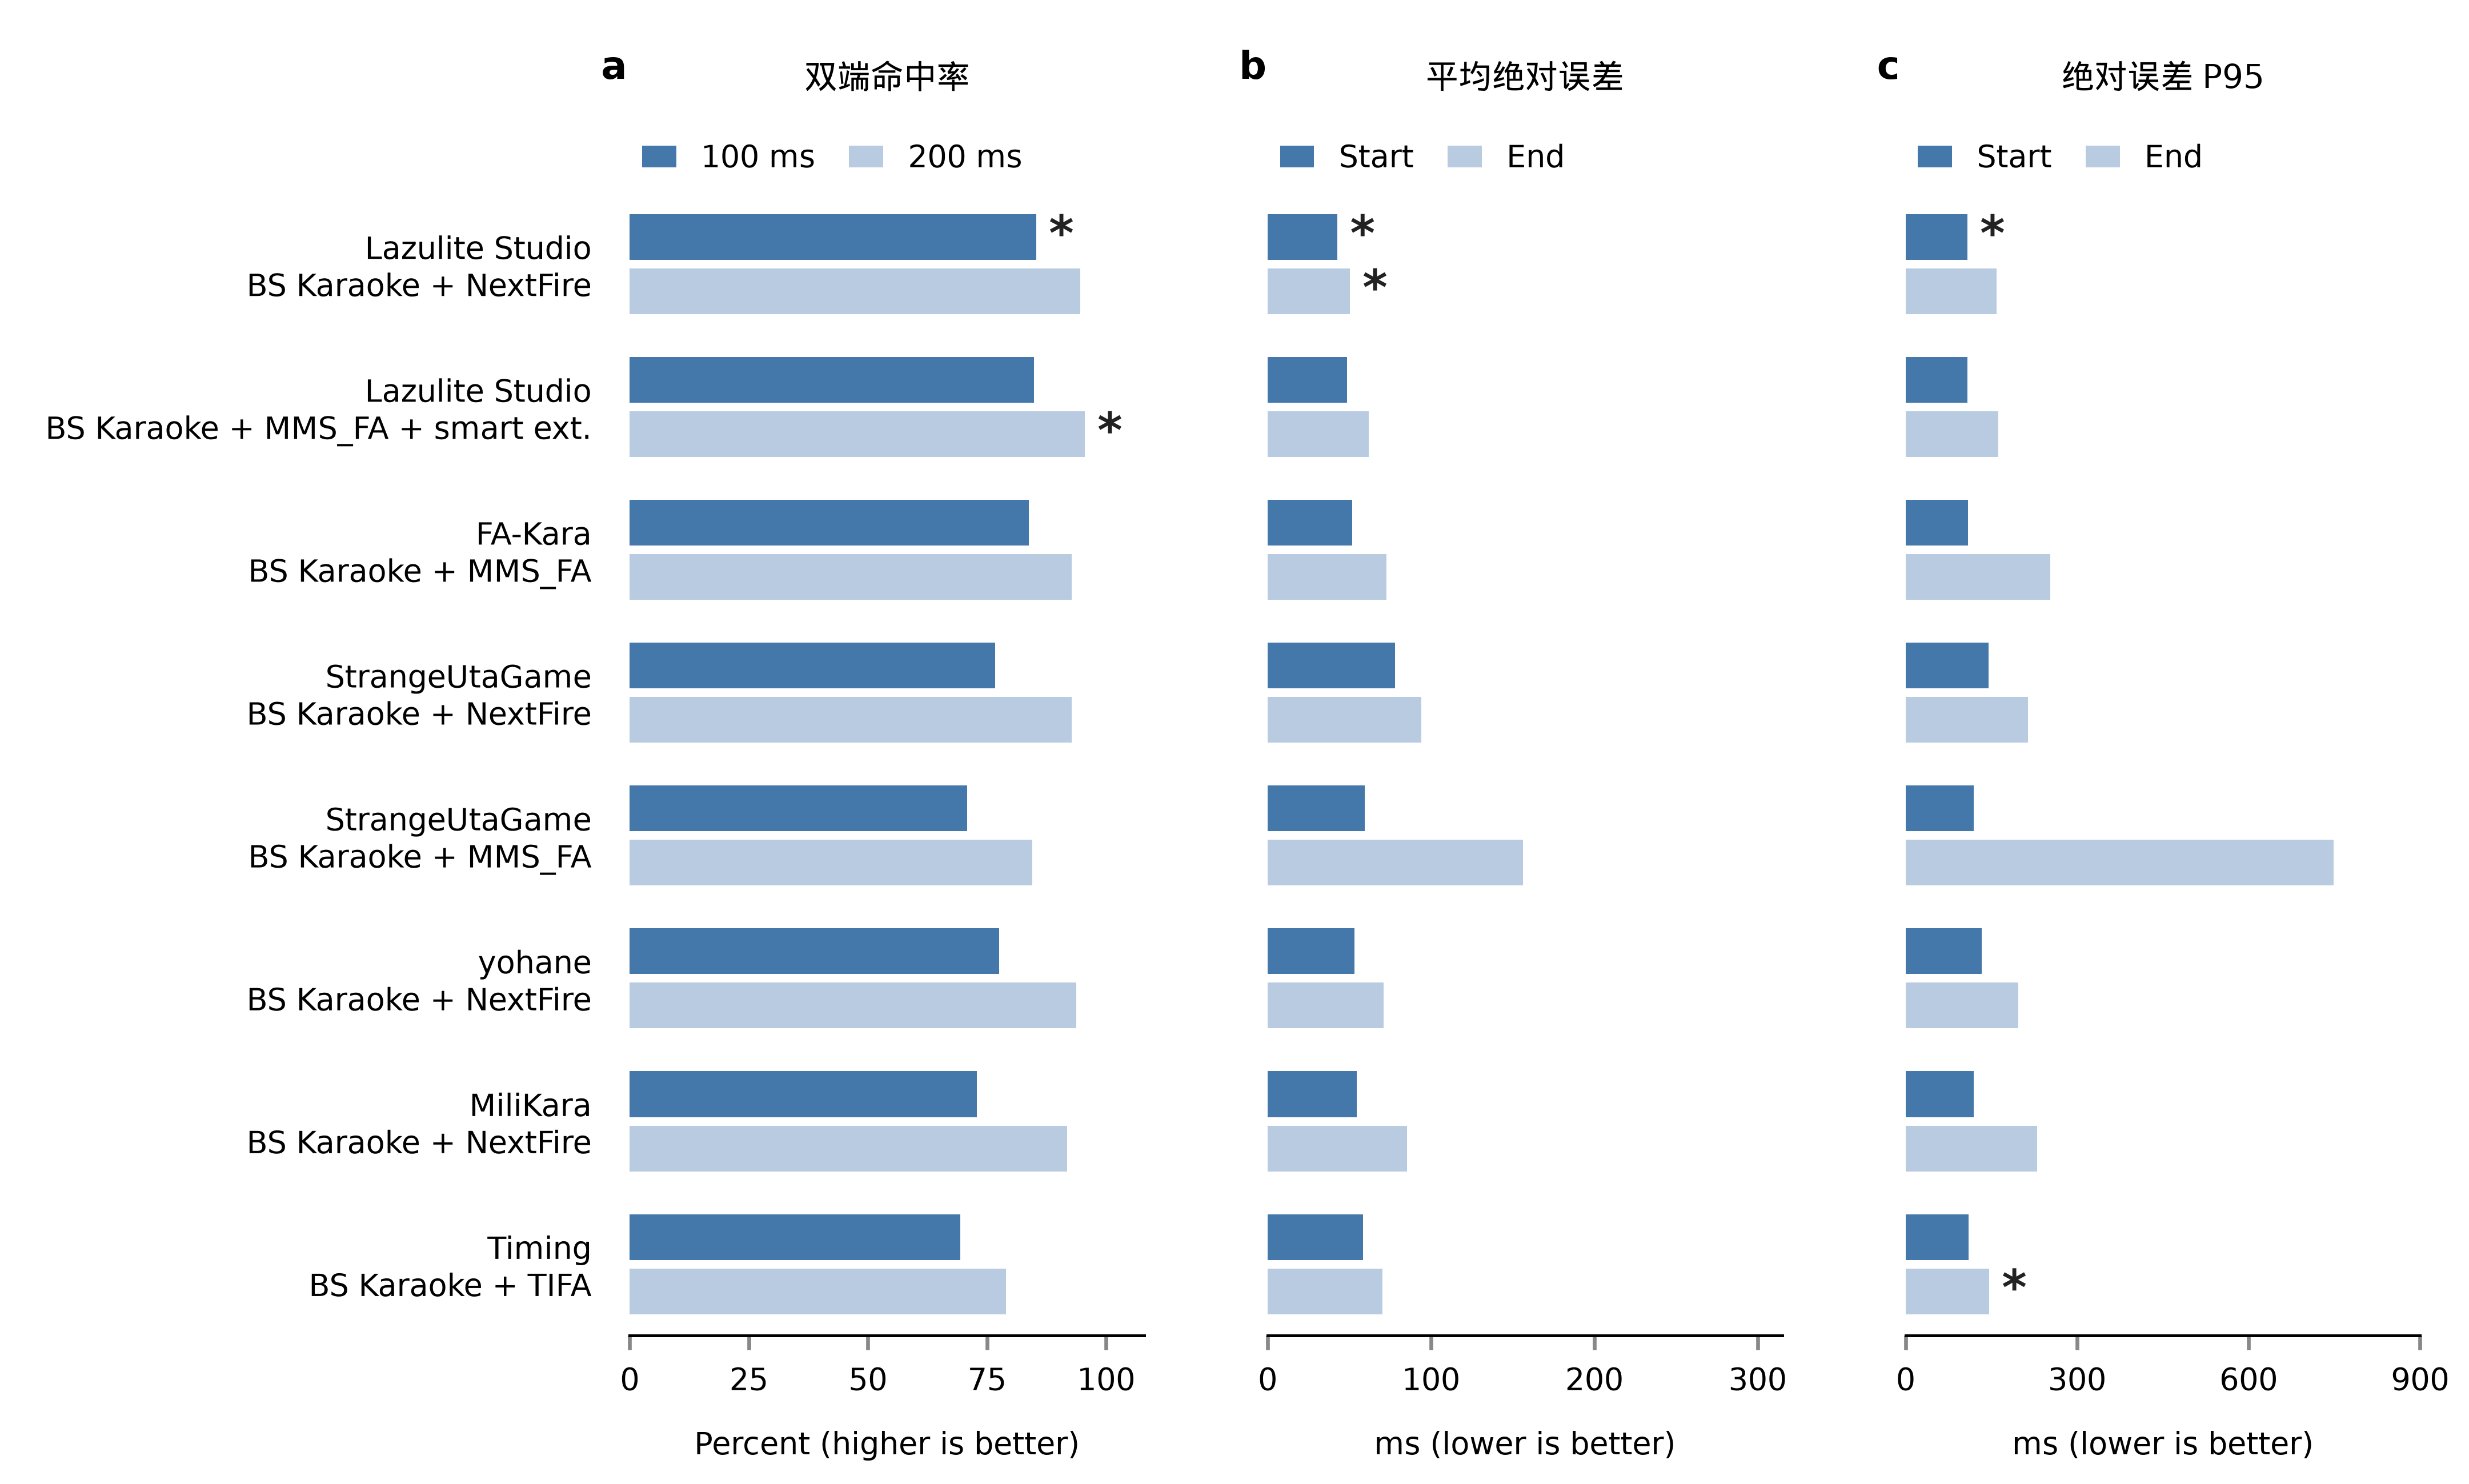 a 双端命中率
b 平均绝对误差
c 绝对误差 P95
100 ms 200 ms
Start End
Start End
Lazulite Studio
BS Karaoke + NextFire
* * *
*
Lazulite Studio
BS Karaoke + MMS_FA + smart ext.
*
FA-Kara
BS Karaoke + MMS_FA
StrangeUtaGame
BS Karaoke + NextFire
StrangeUtaGame
BS Karaoke + MMS_FA
yohane
BS Karaoke + NextFire
MiliKara
BS Karaoke + NextFire
Timing
BS Karaoke + TIFA
*
0 25 50 75 100
0 100 200 300
0 300 600 900
Percent (higher is better)
ms (lower is better)
ms (lower is better)